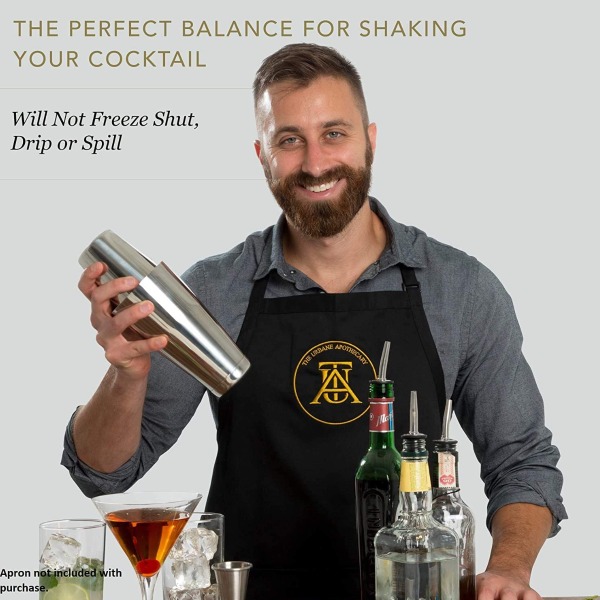 THE PERFECT BALANCE FOR SHAKING
YOUR COCKTAIL
Will Not Freeze Shut,
Drip or Spill
THE URBANE APOTHECARY
Apron not included with
purchase.